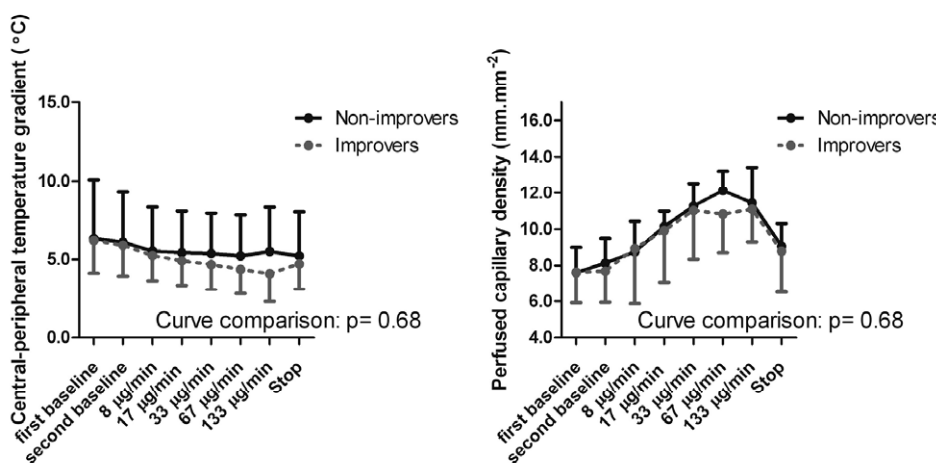 Central-peripheral temperature gradient (°C)
15.0
10.0
5.0
0.0
Non-improvers
Improvers
Curve comparison: p= 0.68
first baseline
second baseline
8 µg/min
17 µg/min
33 µg/min
67 µg/min
133 µg/min
Stop
Perfused capillary density (mm.mm⁻²)
16.0
14.0
12.0
10.0
8.0
6.0
4.0
Non-improvers
Improvers
Curve comparison: p= 0.68
first baseline
second baseline
8 µg/min
17 µg/min
33 µg/min
67 µg/min
133 µg/min
Stop